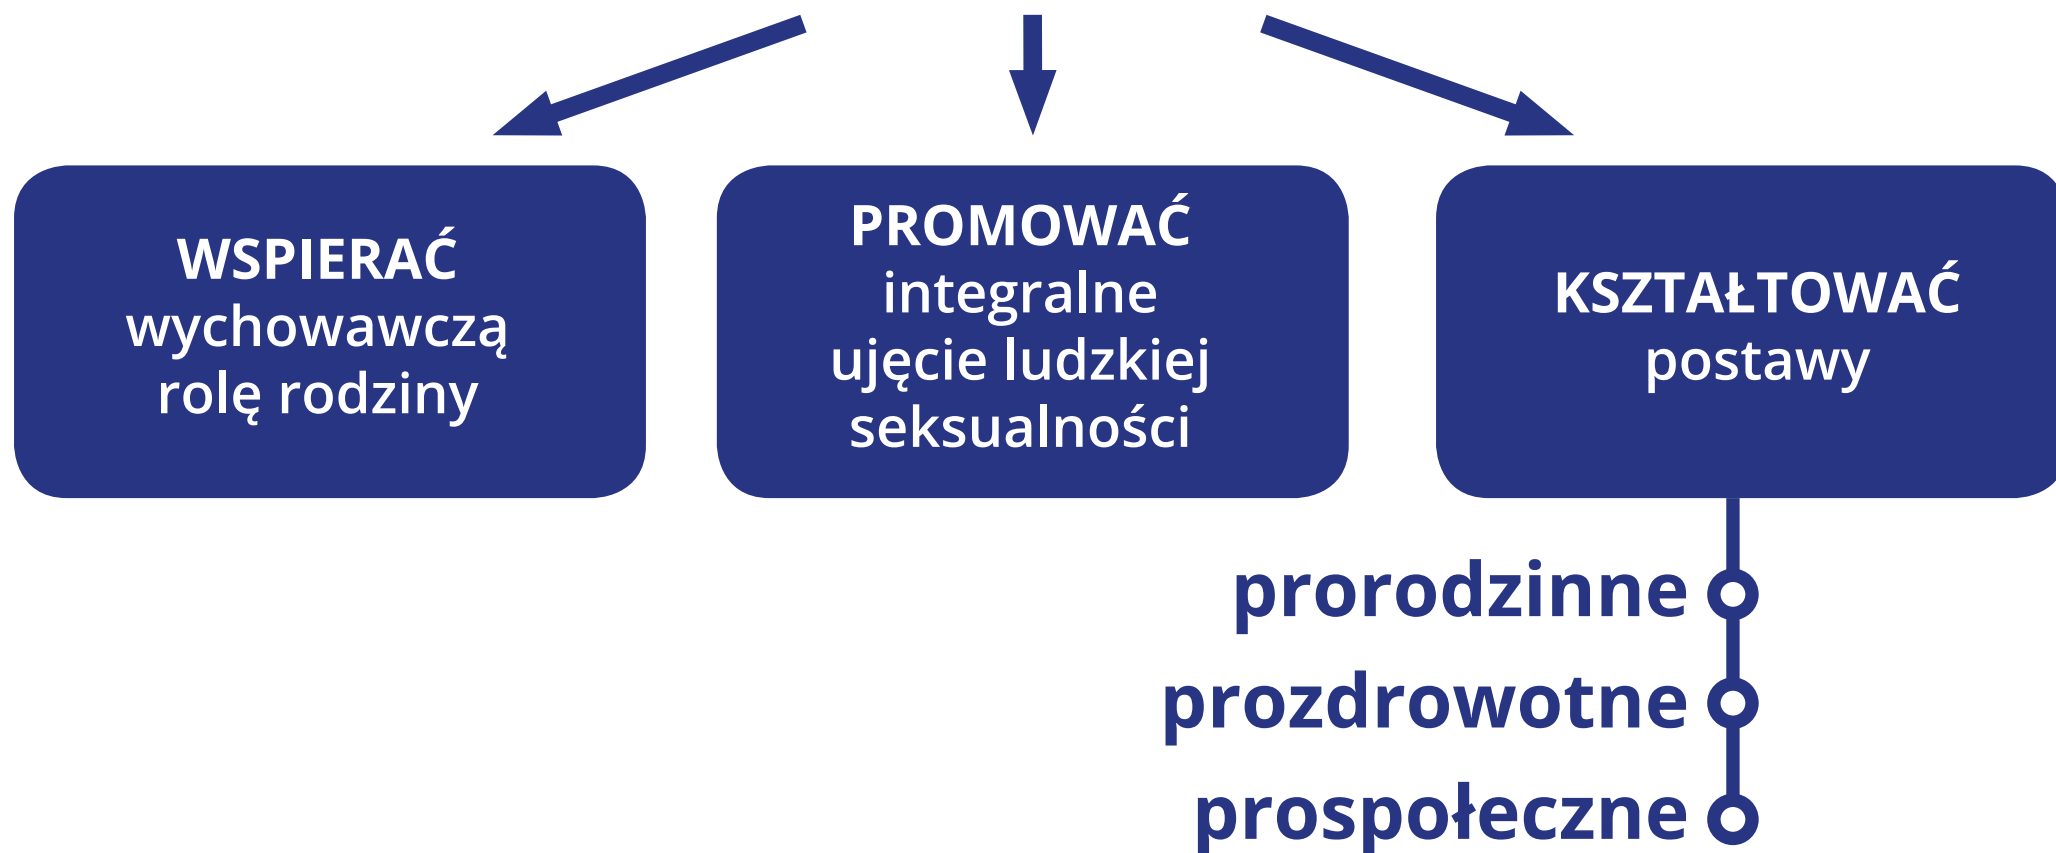 WSPIERAĆ
wychowawczą
rolę rodziny
PROMOWAĆ
integralne
ujęcie ludzkiej
seksualności
KSZTAŁTOWAĆ
postawy
prorodzinne
prozdrowotne
prospołeczne